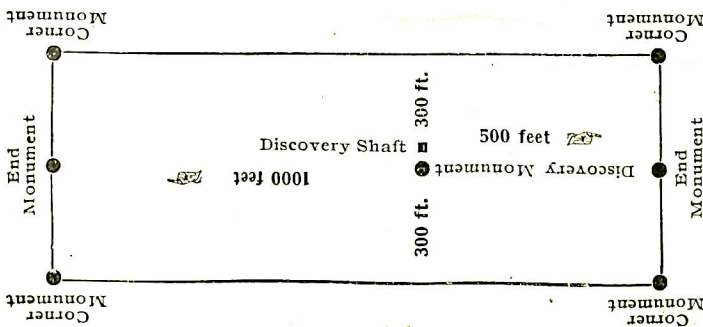 Corner
Monument
Corner
Monument
300 ft.
500 feet
Discovery Shaft
End
Monument
Discovery Monument
End
Monument
1000 feet
300 ft.
Corner
Monument
Corner
Monument